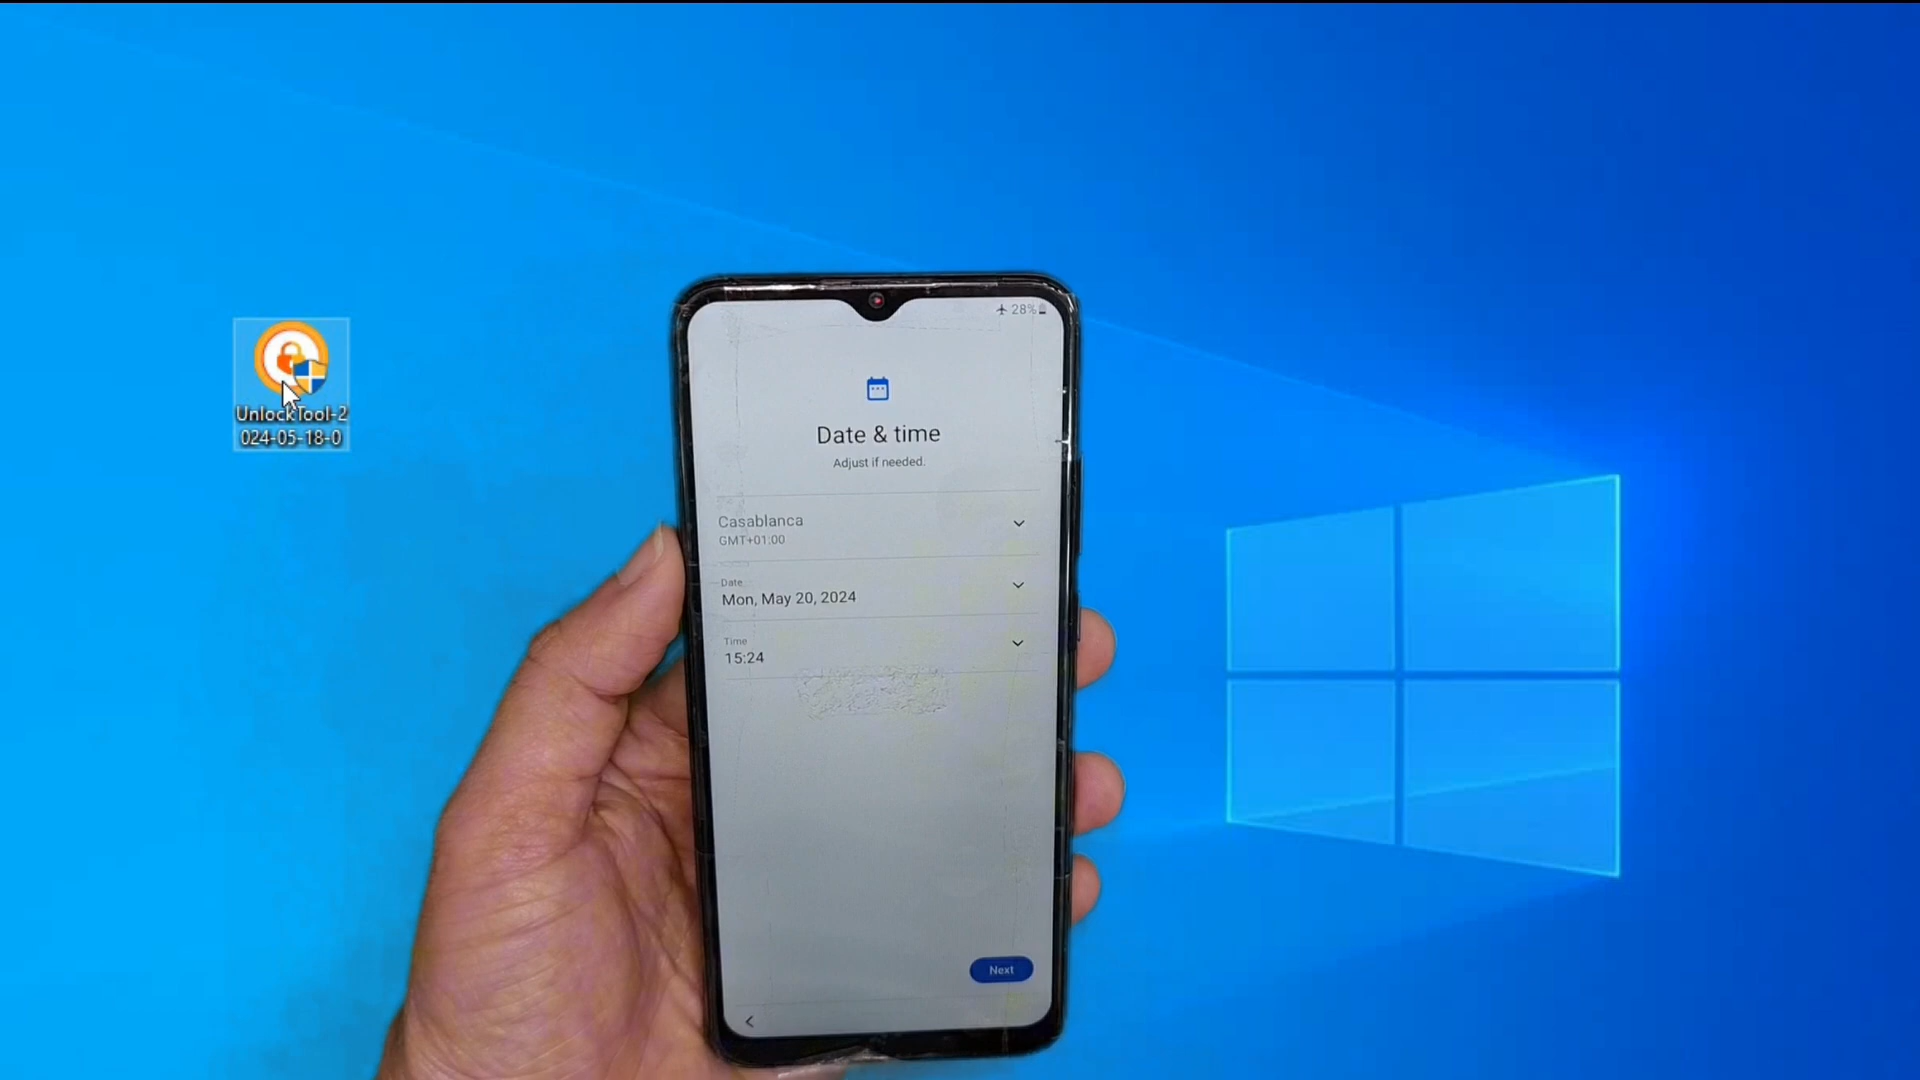 UnlockTool-2
024-05-18-0
28%
Date & time
Adjust if needed.
Casablanca
GMT+01:00
Date
Mon, May 20, 2024
Time
15:24
Next